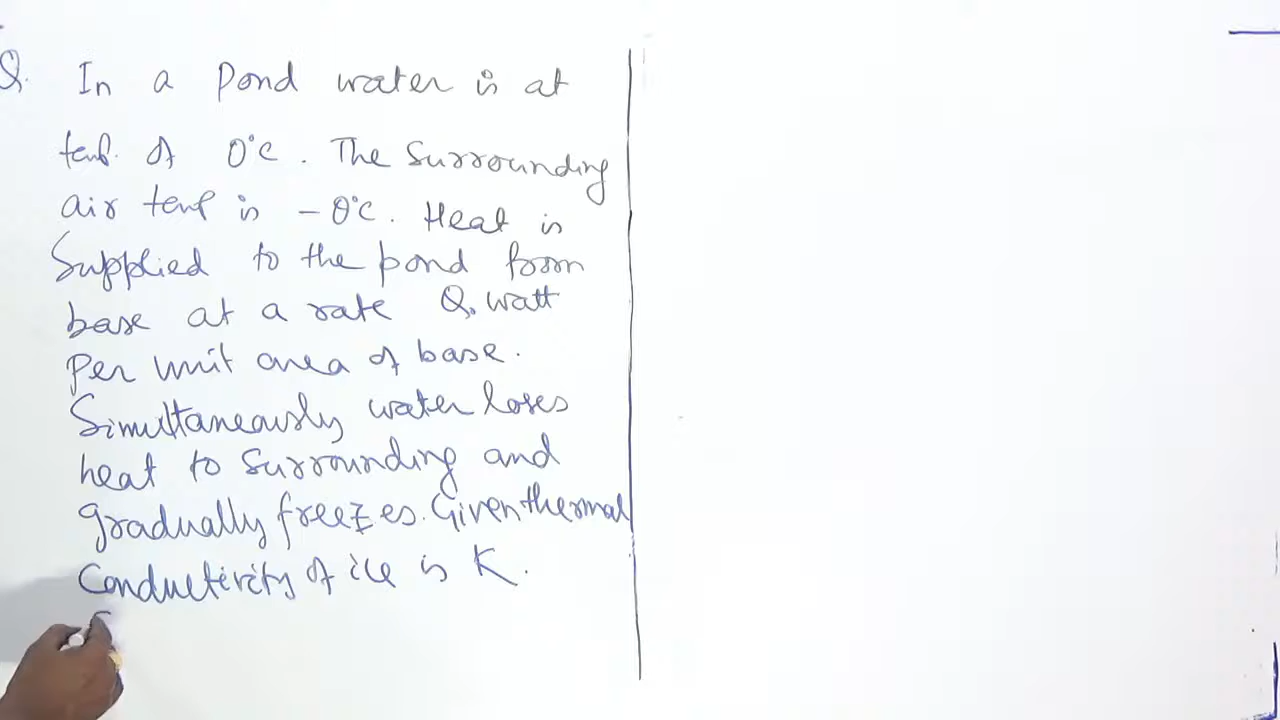 Q. In a pond water is at
temp. of 0°C. The surrounding
air temp is -θ°C. Heat is
Supplied to the pond from
base at a rate Q. watt
Per unit area of base.
Simultaneously water loses
heat to surrounding and
gradually freezes. Given thermal
Conductivity of ice is K.